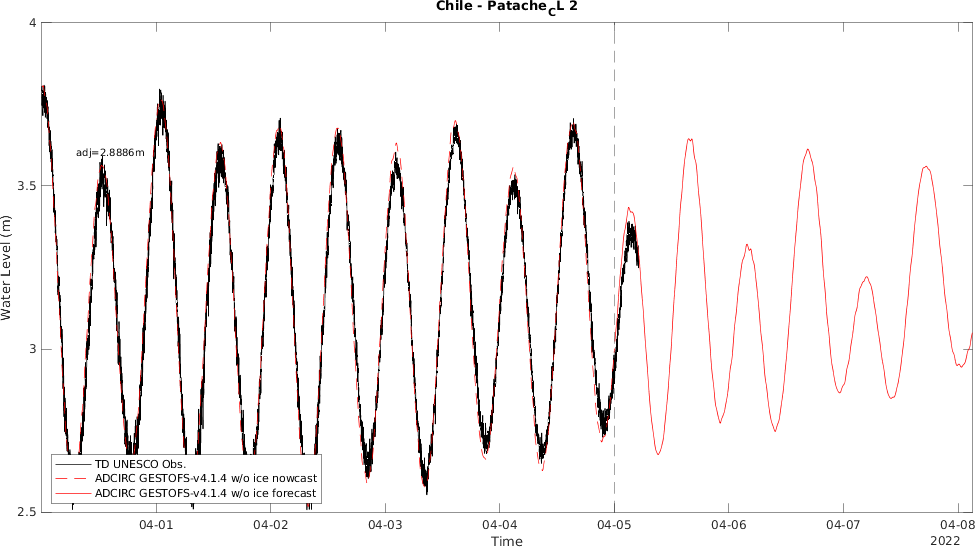 Chile - Patache_CL 2
4
adj=2.8886m
3.5
Water Level (m)
3
TD UNESCO Obs.
ADCIRC GESTOFS-v4.1.4 w/o ice nowcast
ADCIRC GESTOFS-v4.1.4 w/o ice forecast
2.5
04-01 04-02 04-03 04-04 04-05 04-06 04-07 04-08
Time
2022